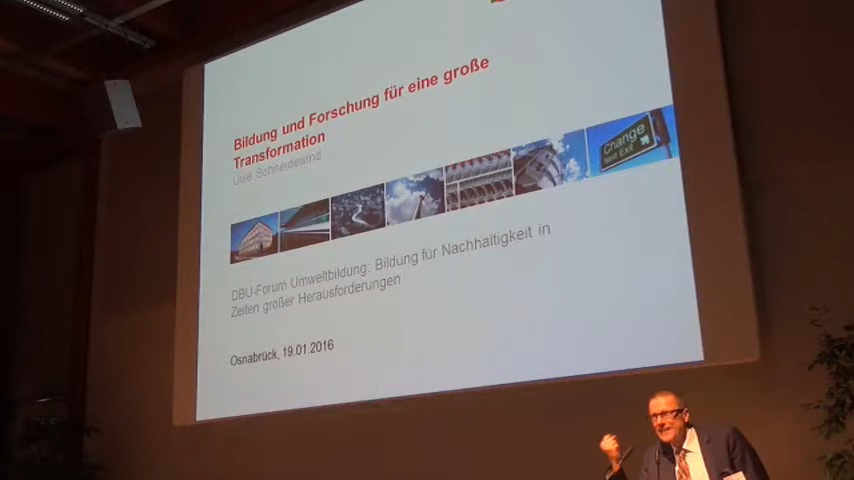 Bildung und Forschung für eine große
Transformation
Uwe Schneidewind
Change
Next Exit
DBU-Forum Umweltbildung: Bildung für Nachhaltigkeit in
Zeiten großer Herausforderungen
Osnabrück, 19.01.2016